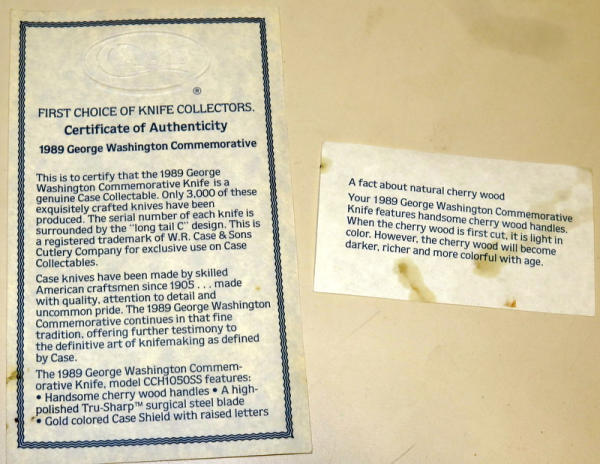 Case
®
FIRST CHOICE OF KNIFE COLLECTORS.
Certificate of Authenticity
1989 George Washington Commemorative
This is to certify that the 1989 George
Washington Commemorative Knife is a
genuine Case Collectable. Only 3,000 of these
exquisitely crafted knives have been
produced. The serial number of each knife is
surrounded by the "long tail C" design. This is
a registered trademark of W.R. Case & Sons
Cutlery Company for exclusive use on Case
Collectables.
Case knives have been made by skilled
American craftsmen since 1905 . . . made
with quality, attention to detail and
uncommon pride. The 1989 George Washington
Commemorative continues in that fine
tradition, offering further testimony to
the definitive art of knifemaking as defined
by Case.
The 1989 George Washington Commem-
orative Knife, model CCH1050SS features:
• Handsome cherry wood handles • A high-
polished Tru-Sharp™ surgical steel blade
• Gold colored Case Shield with raised letters
A fact about natural cherry wood
Your 1989 George Washington Commemorative
Knife features handsome cherry wood handles.
When the cherry wood is first cut, it is light in
color. However, the cherry wood will become
darker, richer and more colorful with age.